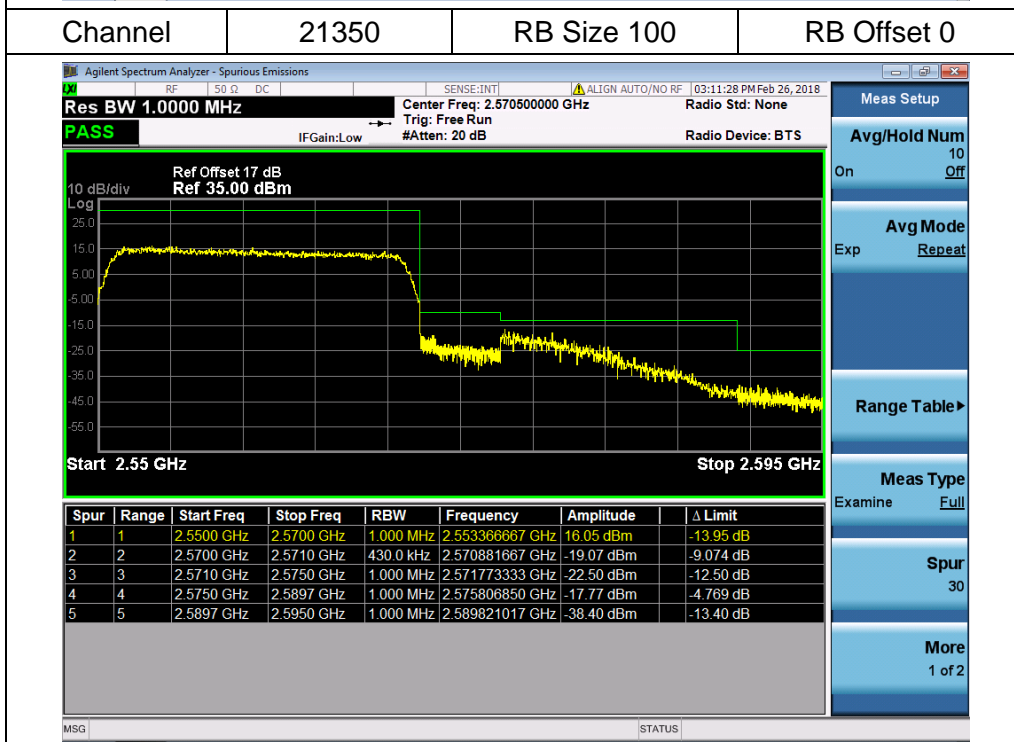 Channel 21350 RB Size 100 RB Offset 0
Agilent Spectrum Analyzer - Spurious Emissions
LXI RF 50 Ω DC SENSE:INT ALIGN AUTO/NO RF 03:11:28 PM Feb 26, 2018
Res BW 1.0000 MHz Center Freq: 2.570500000 GHz Radio Std: None
Trig: Free Run
PASS IFGain:Low #Atten: 20 dB Radio Device: BTS
Ref Offset 17 dB
10 dB/div Ref 35.00 dBm
Log
25.0
15.0
5.00
-5.00
-15.0
-25.0
-35.0
-45.0
-55.0
Start 2.55 GHz Stop 2.595 GHz
Spur Range Start Freq Stop Freq RBW Frequency Amplitude Δ Limit
1 1 2.5500 GHz 2.5700 GHz 1.000 MHz 2.553366667 GHz 16.05 dBm -13.95 dB
2 2 2.5700 GHz 2.5710 GHz 430.0 kHz 2.570881667 GHz -19.07 dBm -9.074 dB
3 3 2.5710 GHz 2.5750 GHz 1.000 MHz 2.571773333 GHz -22.50 dBm -12.50 dB
4 4 2.5750 GHz 2.5897 GHz 1.000 MHz 2.575806850 GHz -17.77 dBm -4.769 dB
5 5 2.5897 GHz 2.5950 GHz 1.000 MHz 2.589821017 GHz -38.40 dBm -13.40 dB
Meas Setup
Avg/Hold Num
10
On Off
Avg Mode
Exp Repeat
Range Table
Meas Type
Examine Full
Spur
30
More
1 of 2
MSG STATUS